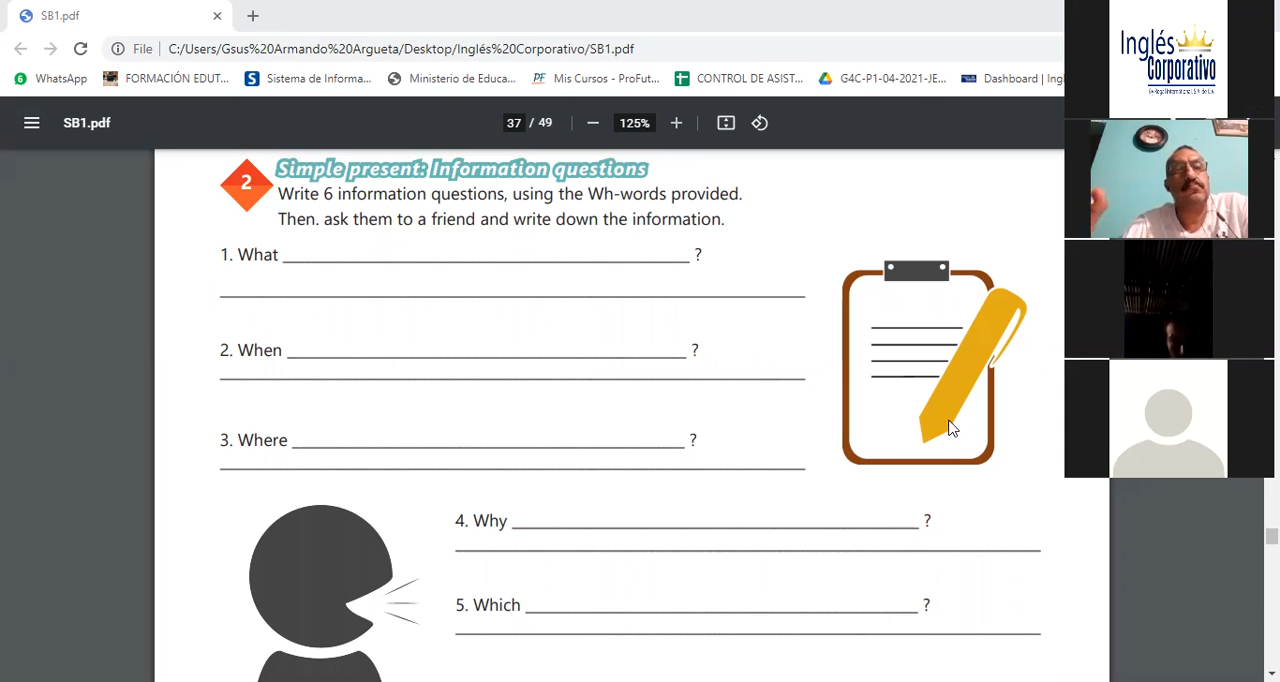 SB1.pdf
File
C:/Users/Gsus%20Armando%20Argueta/Desktop/Inglés%20Corporativo/SB1.pdf
6 WhatsApp
FORMACIÓN EDUT...
S Sistema de Informa...
Ministerio de Educa...
PF Mis Cursos - ProFut...
CONTROL DE ASIST...
G4C-P1-04-2021-JE...
Dashboard | Ingl
Inglés
Corporativo
SB1.pdf
37 / 49
125%
2
Simple present: Information questions
Write 6 information questions, using the Wh-words provided.
Then. ask them to a friend and write down the information.
1. What ?
2. When ?
3. Where ?
4. Why ?
5. Which ?